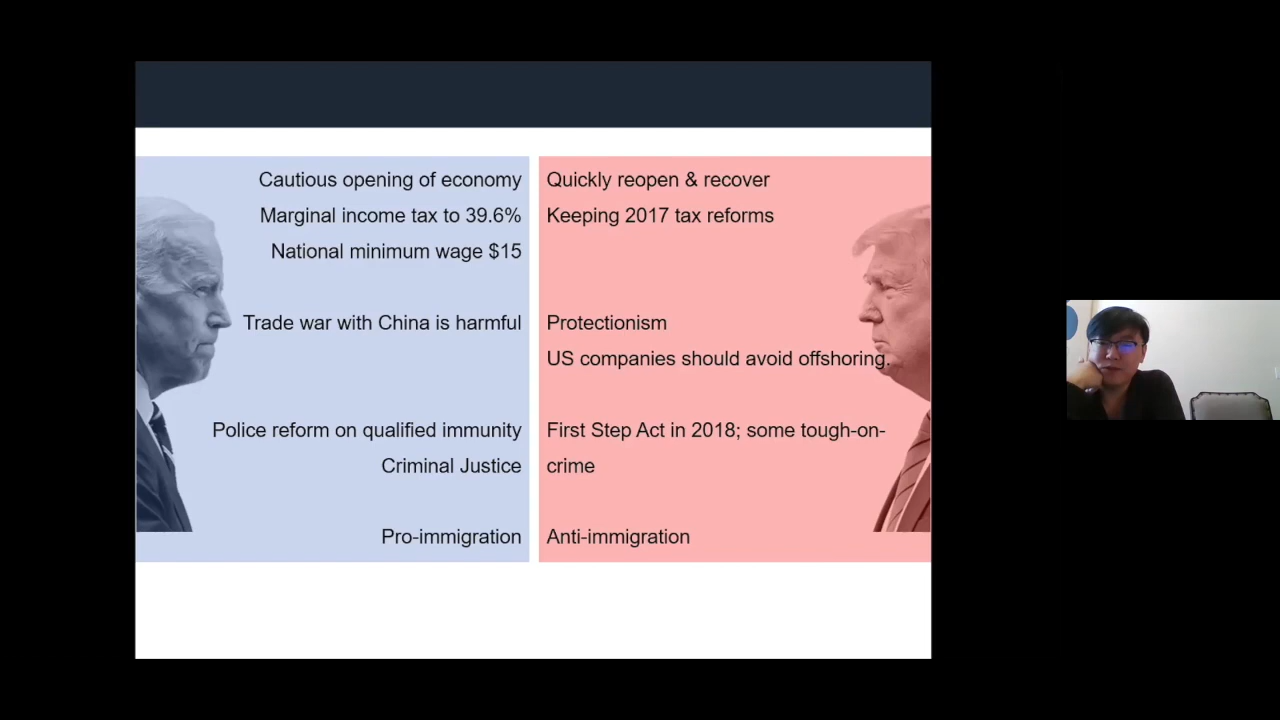 Cautious opening of economy
Marginal income tax to 39.6%
National minimum wage $15
Trade war with China is harmful
Police reform on qualified immunity
Criminal Justice
Pro-immigration
Quickly reopen & recover
Keeping 2017 tax reforms
Protectionism
US companies should avoid offshoring.
First Step Act in 2018; some tough-on-
crime
Anti-immigration